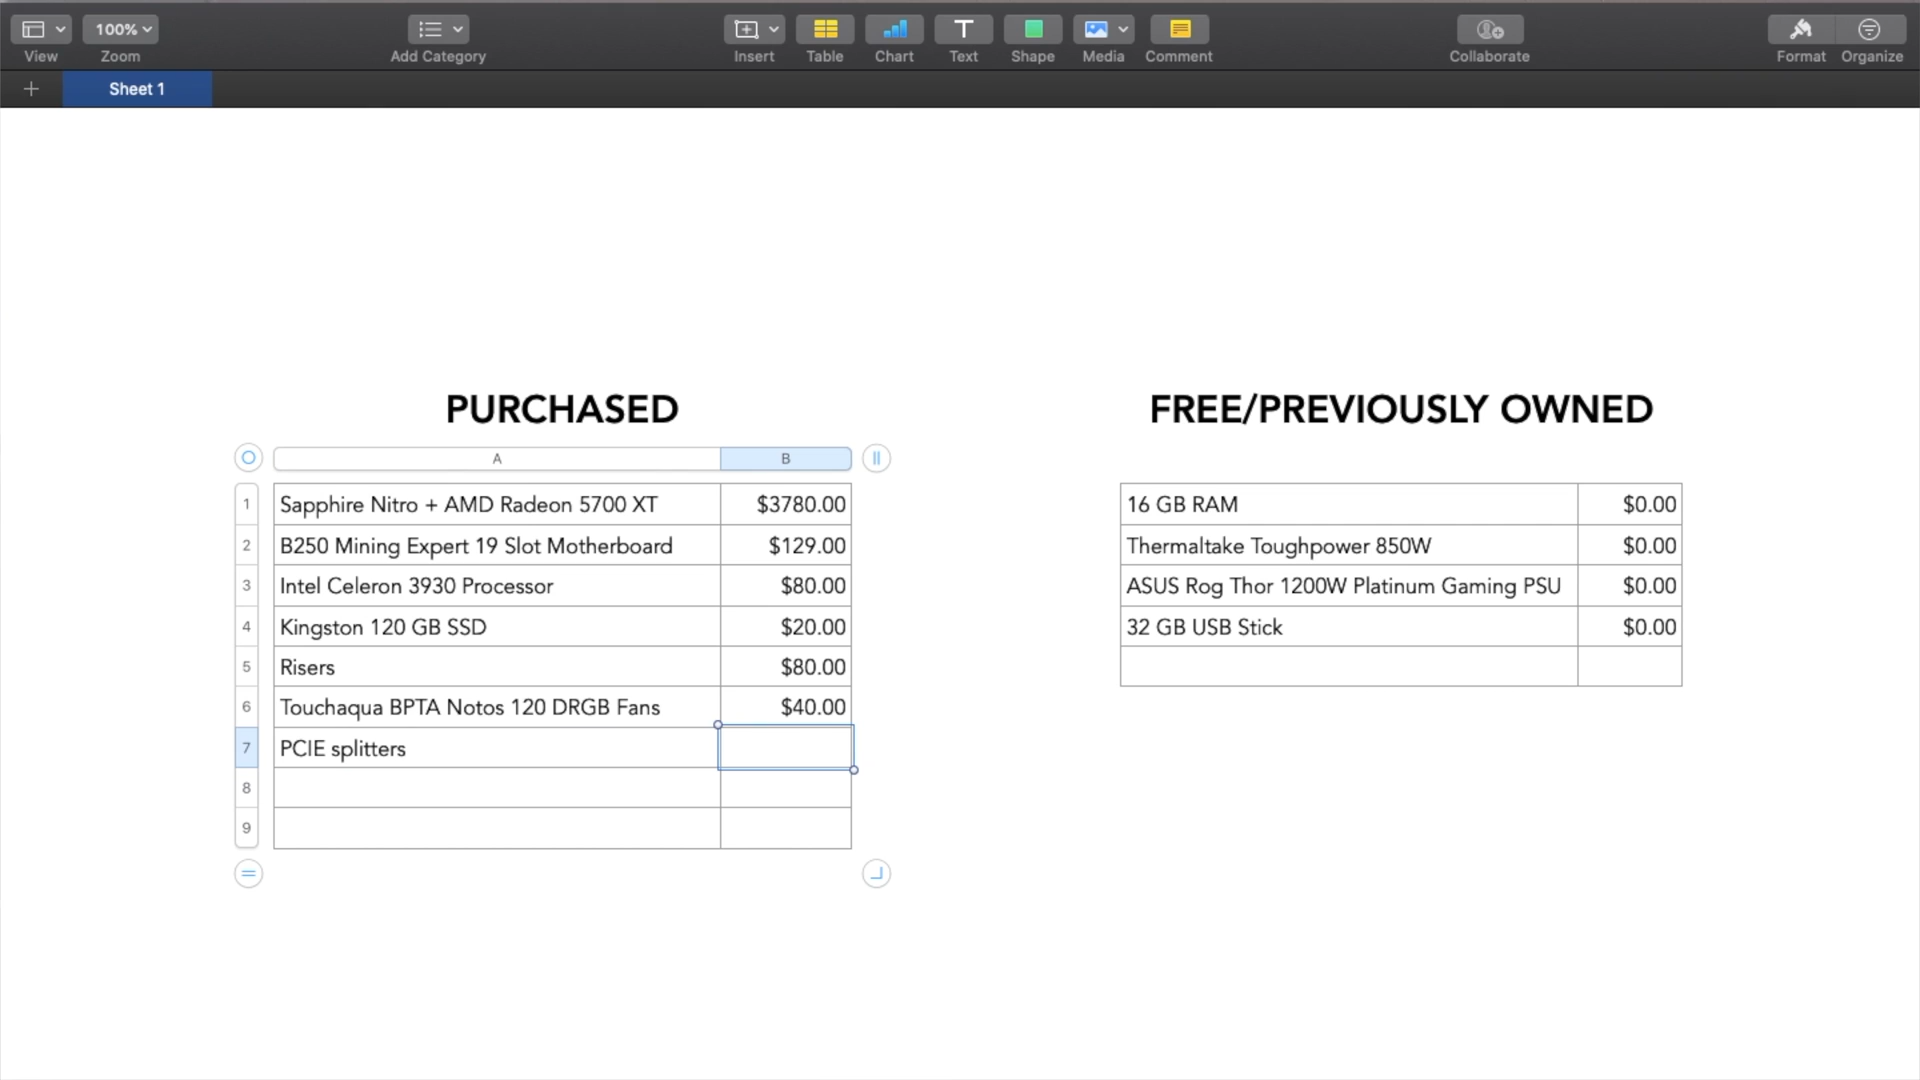 100%
View
Zoom
Add Category
Insert
Table
Chart
T
Text
Shape
Media
Comment
Collaborate
Format
Organize
+ Sheet 1
PURCHASED
A B
1 Sapphire Nitro + AMD Radeon 5700 XT $3780.00
2 B250 Mining Expert 19 Slot Motherboard $129.00
3 Intel Celeron 3930 Processor $80.00
4 Kingston 120 GB SSD $20.00
5 Risers $80.00
6 Touchaqua BPTA Notos 120 DRGB Fans $40.00
7 PCIE splitters
8
9
FREE/PREVIOUSLY OWNED
16 GB RAM $0.00
Thermaltake Toughpower 850W $0.00
ASUS Rog Thor 1200W Platinum Gaming PSU $0.00
32 GB USB Stick $0.00